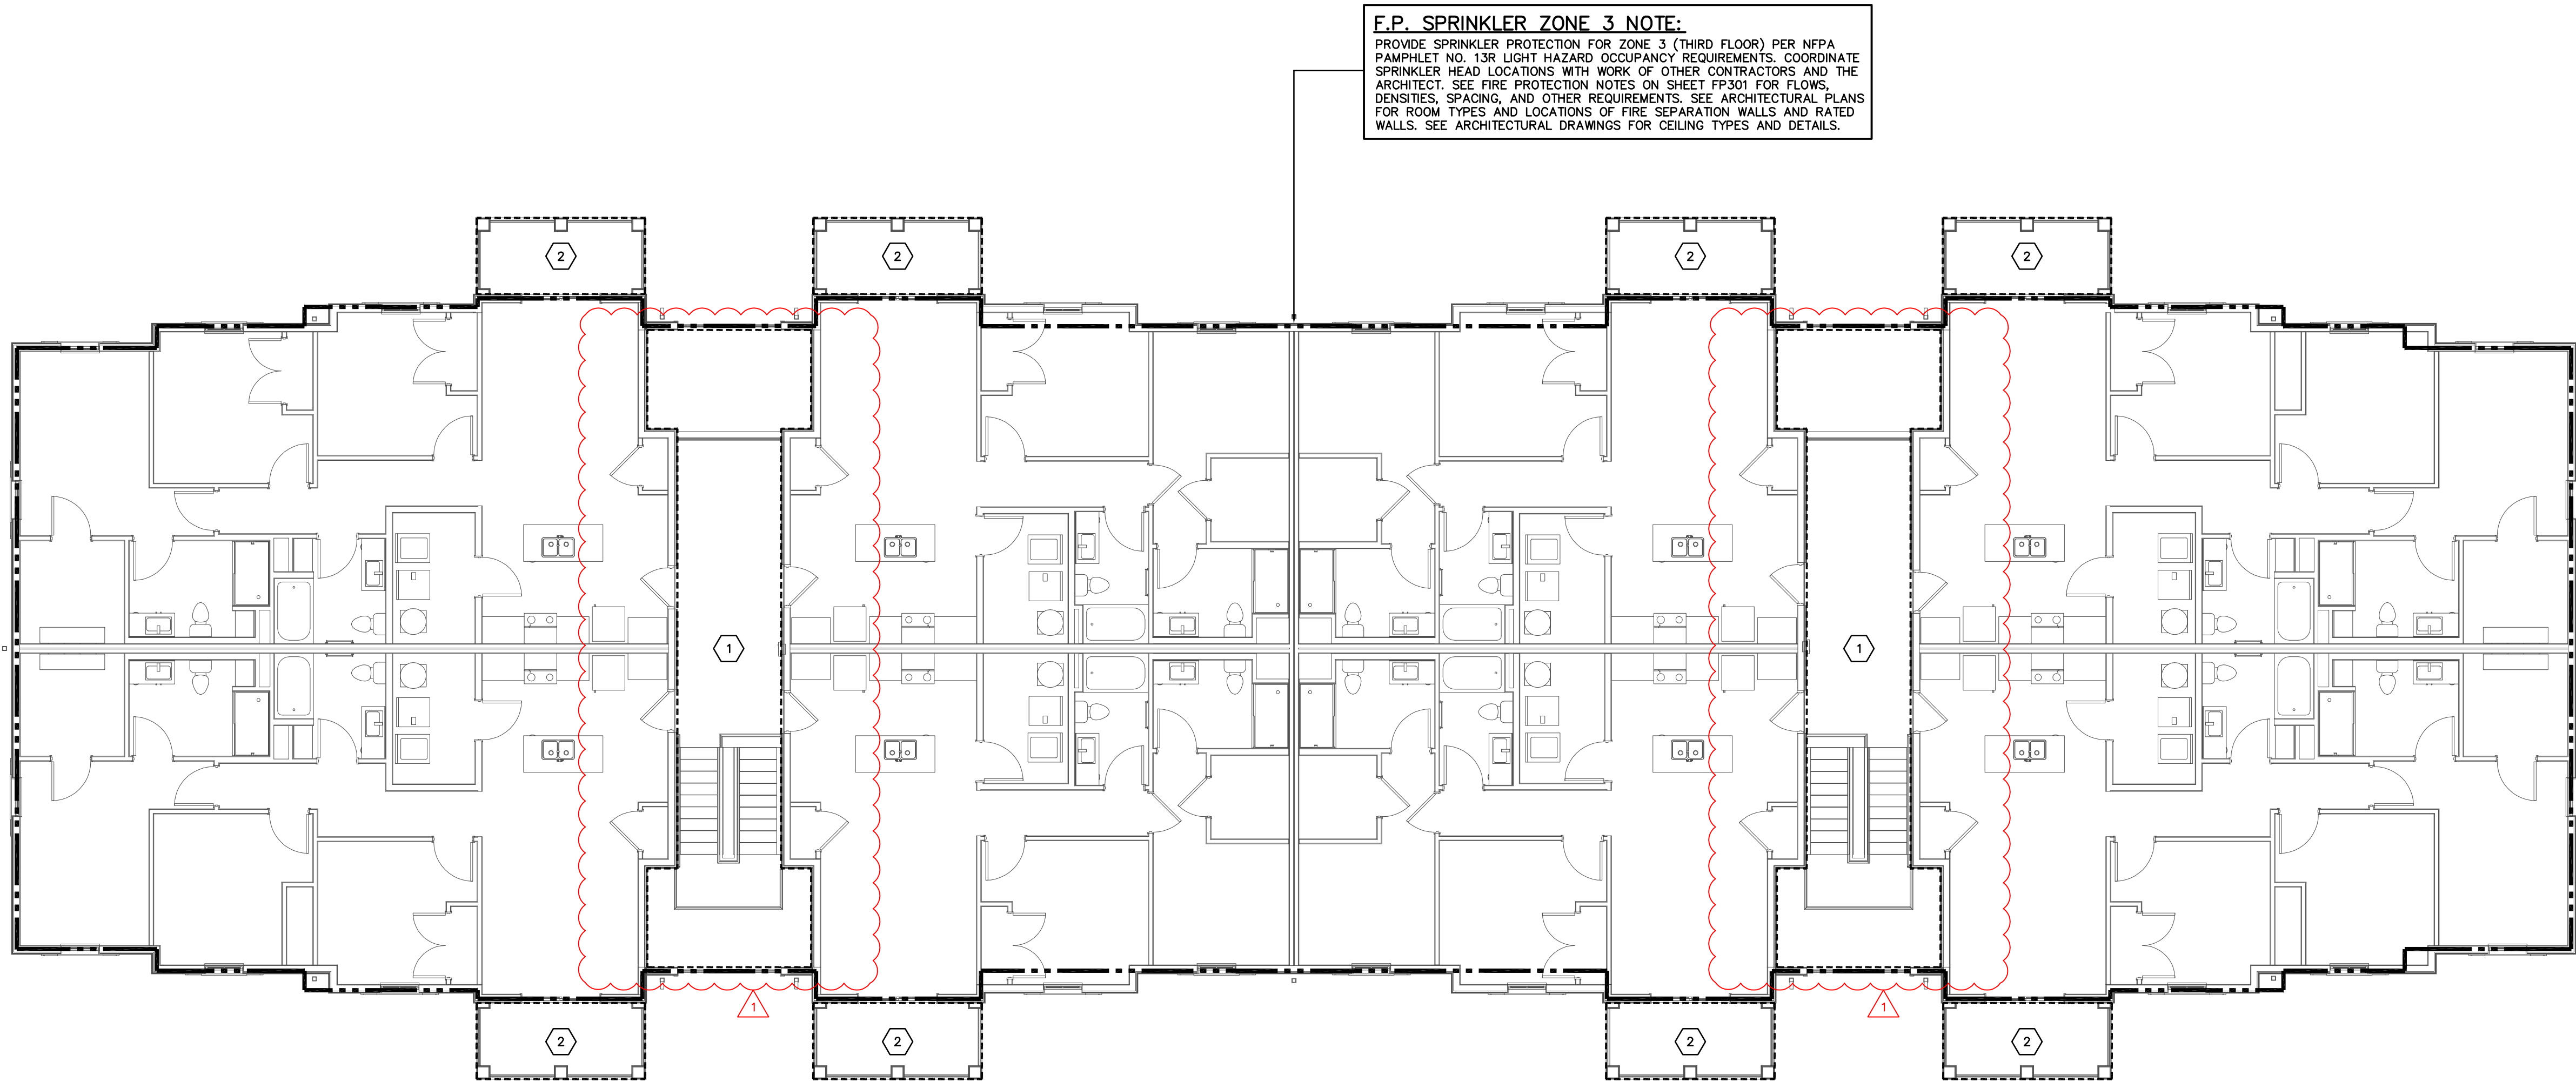 F.P. SPRINKLER ZONE 3 NOTE:
PROVIDE SPRINKLER PROTECTION FOR ZONE 3 (THIRD FLOOR) PER NFPA
PAMPHLET NO. 13R LIGHT HAZARD OCCUPANCY REQUIREMENTS. COORDINATE
SPRINKLER HEAD LOCATIONS WITH WORK OF OTHER CONTRACTORS AND THE
ARCHITECT. SEE FIRE PROTECTION NOTES ON SHEET FP301 FOR FLOWS,
DENSITIES, SPACING, AND OTHER REQUIREMENTS. SEE ARCHITECTURAL PLANS
FOR ROOM TYPES AND LOCATIONS OF FIRE SEPARATION WALLS AND RATED
WALLS. SEE ARCHITECTURAL DRAWINGS FOR CEILING TYPES AND DETAILS.
2
2
2
2
1
1
1
1
2
2
2
2